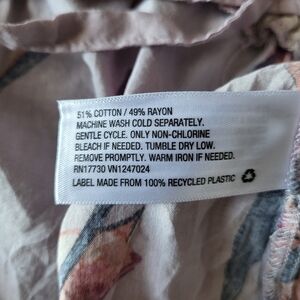 51% COTTON / 49% RAYON
MACHINE WASH COLD SEPARATELY.
GENTLE CYCLE. ONLY NON-CHLORINE
BLEACH IF NEEDED. TUMBLE DRY LOW.
REMOVE PROMPTLY. WARM IRON IF NEEDED.
RN17730 VN1247024
LABEL MADE FROM 100% RECYCLED PLASTIC